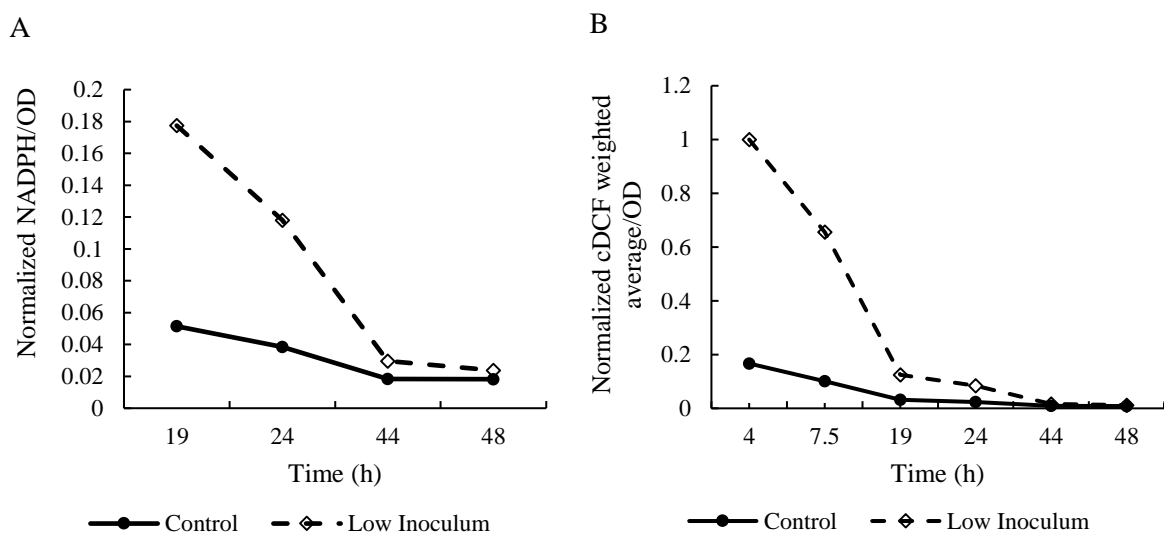 A
Normalized NADPH/OD
0.2
0.18
0.16
0.14
0.12
0.1
0.08
0.06
0.04
0.02
0
19 24 44 48
Time (h)
Control Low Inoculum
B
Normalized cDCF weighted
average/OD
1.2
1
0.8
0.6
0.4
0.2
0
4 7.5 19 24 44 48
Time (h)
Control Low Inoculum